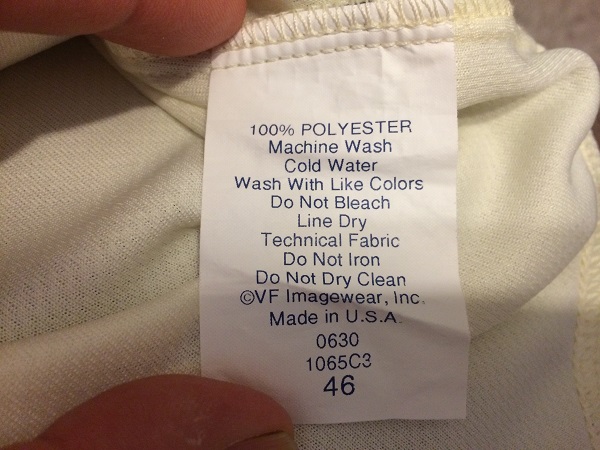 100% POLYESTER
Machine Wash
Cold Water
Wash With Like Colors
Do Not Bleach
Line Dry
Technical Fabric
Do Not Iron
Do Not Dry Clean
©VF Imagewear, Inc.
Made in U.S.A.
0630
1065C3
46